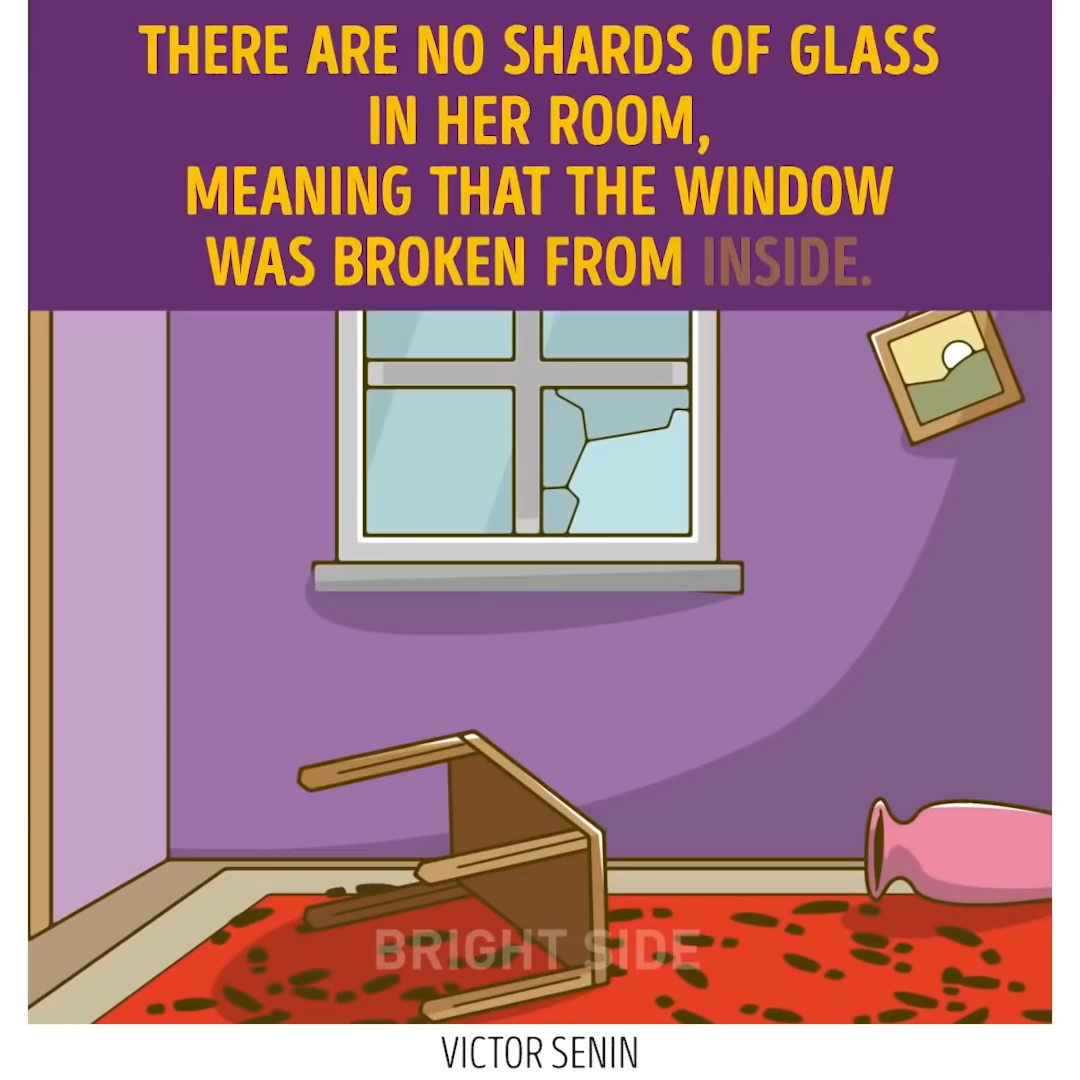 THERE ARE NO SHARDS OF GLASS
IN HER ROOM,
MEANING THAT THE WINDOW
WAS BROKEN FROM INSIDE.
BRIGHT SIDE
VICTOR SENIN